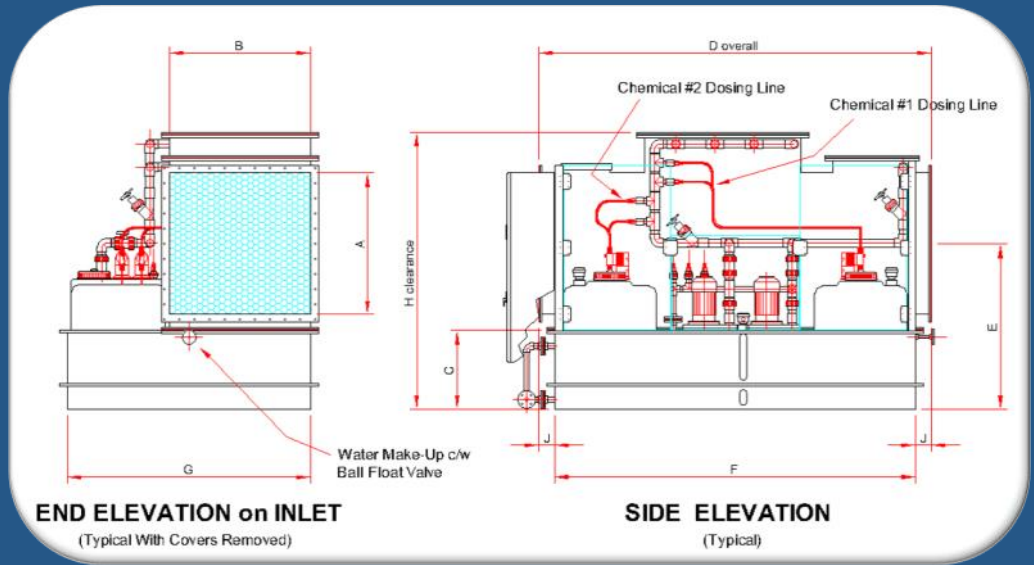 B
D overall
Chemical #2 Dosing Line
Chemical #1 Dosing Line
A
H clearance
E
C
J
J
Water Make-Up c/w
Ball Float Valve
G
F
END ELEVATION on INLET
(Typical With Covers Removed)
SIDE ELEVATION
(Typical)